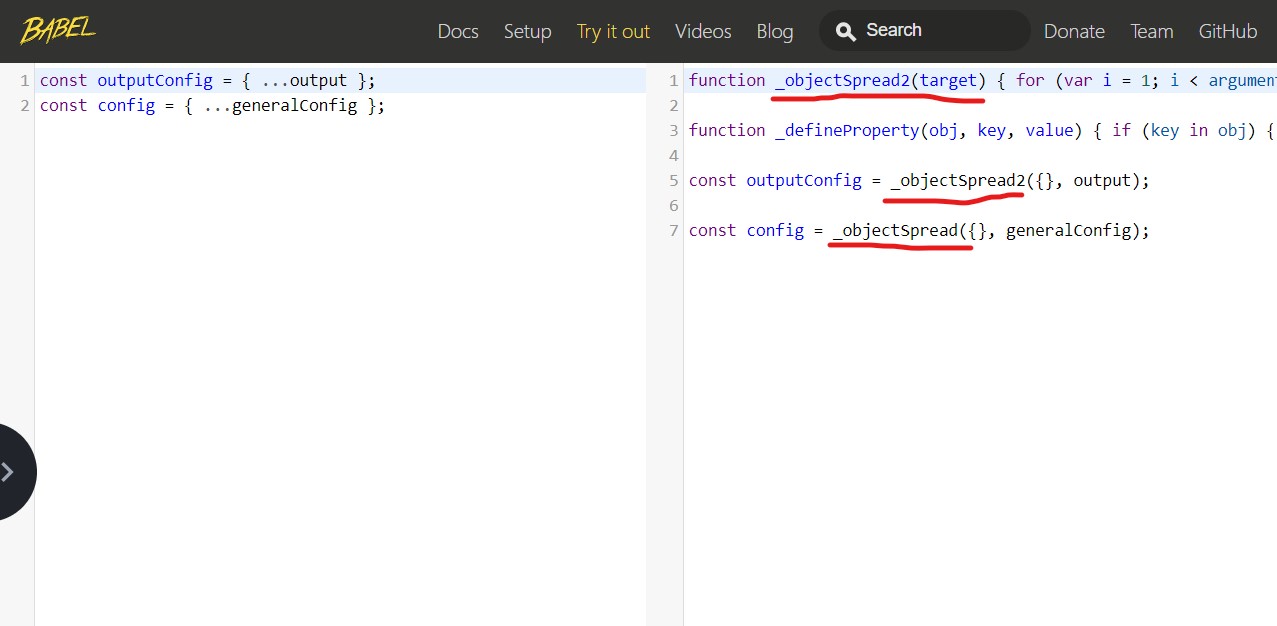 BABEL
Docs Setup Try it out Videos Blog Search Donate Team GitHub
1 const outputConfig = { ...output };
2 const config = { ...generalConfig };
1 function _objectSpread2(target) { for (var i = 1; i < argumen
2
3 function _defineProperty(obj, key, value) { if (key in obj) {
4
5 const outputConfig = _objectSpread2({}, output);
6
7 const config = _objectSpread({}, generalConfig);